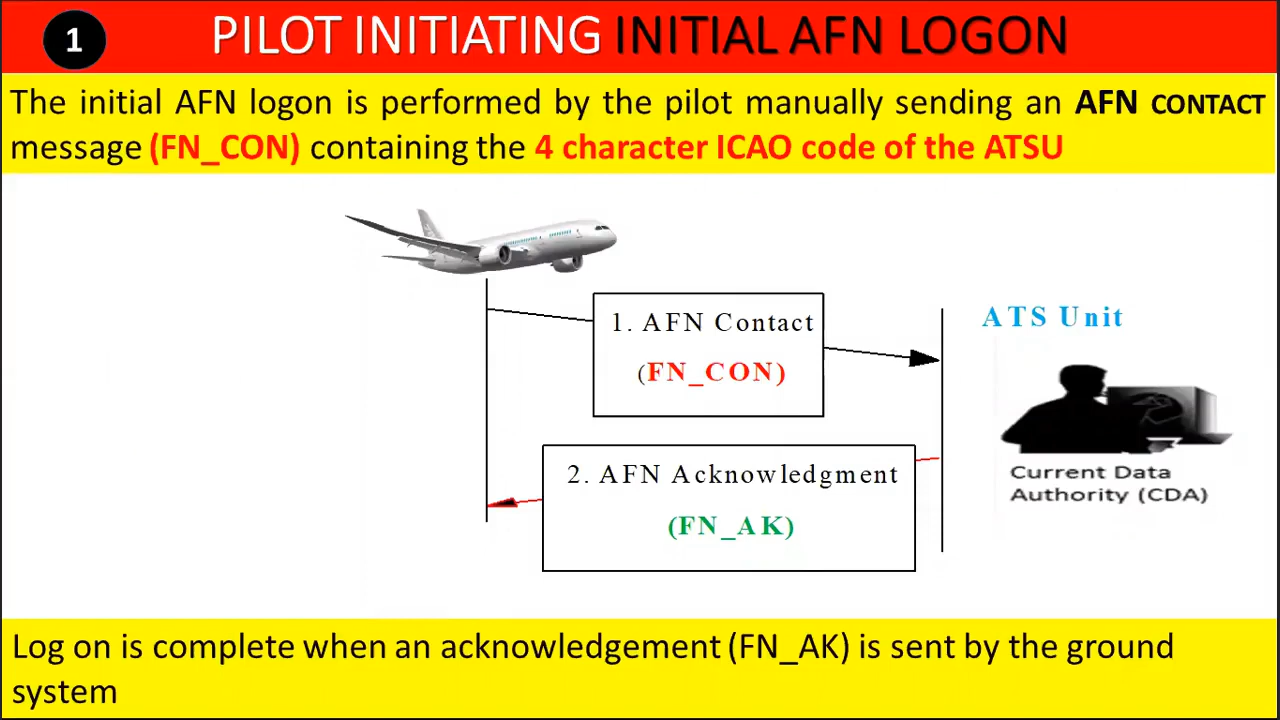 1
PILOT INITIATING INITIAL AFN LOGON
The initial AFN logon is performed by the pilot manually sending an AFN CONTACT
message (FN_CON) containing the 4 character ICAO code of the ATSU
1. AFN Contact
(FN_CON)
ATS Unit
2. AFN Acknowledgment
(FN_AK)
Current Data
Authority (CDA)
Log on is complete when an acknowledgement (FN_AK) is sent by the ground
system